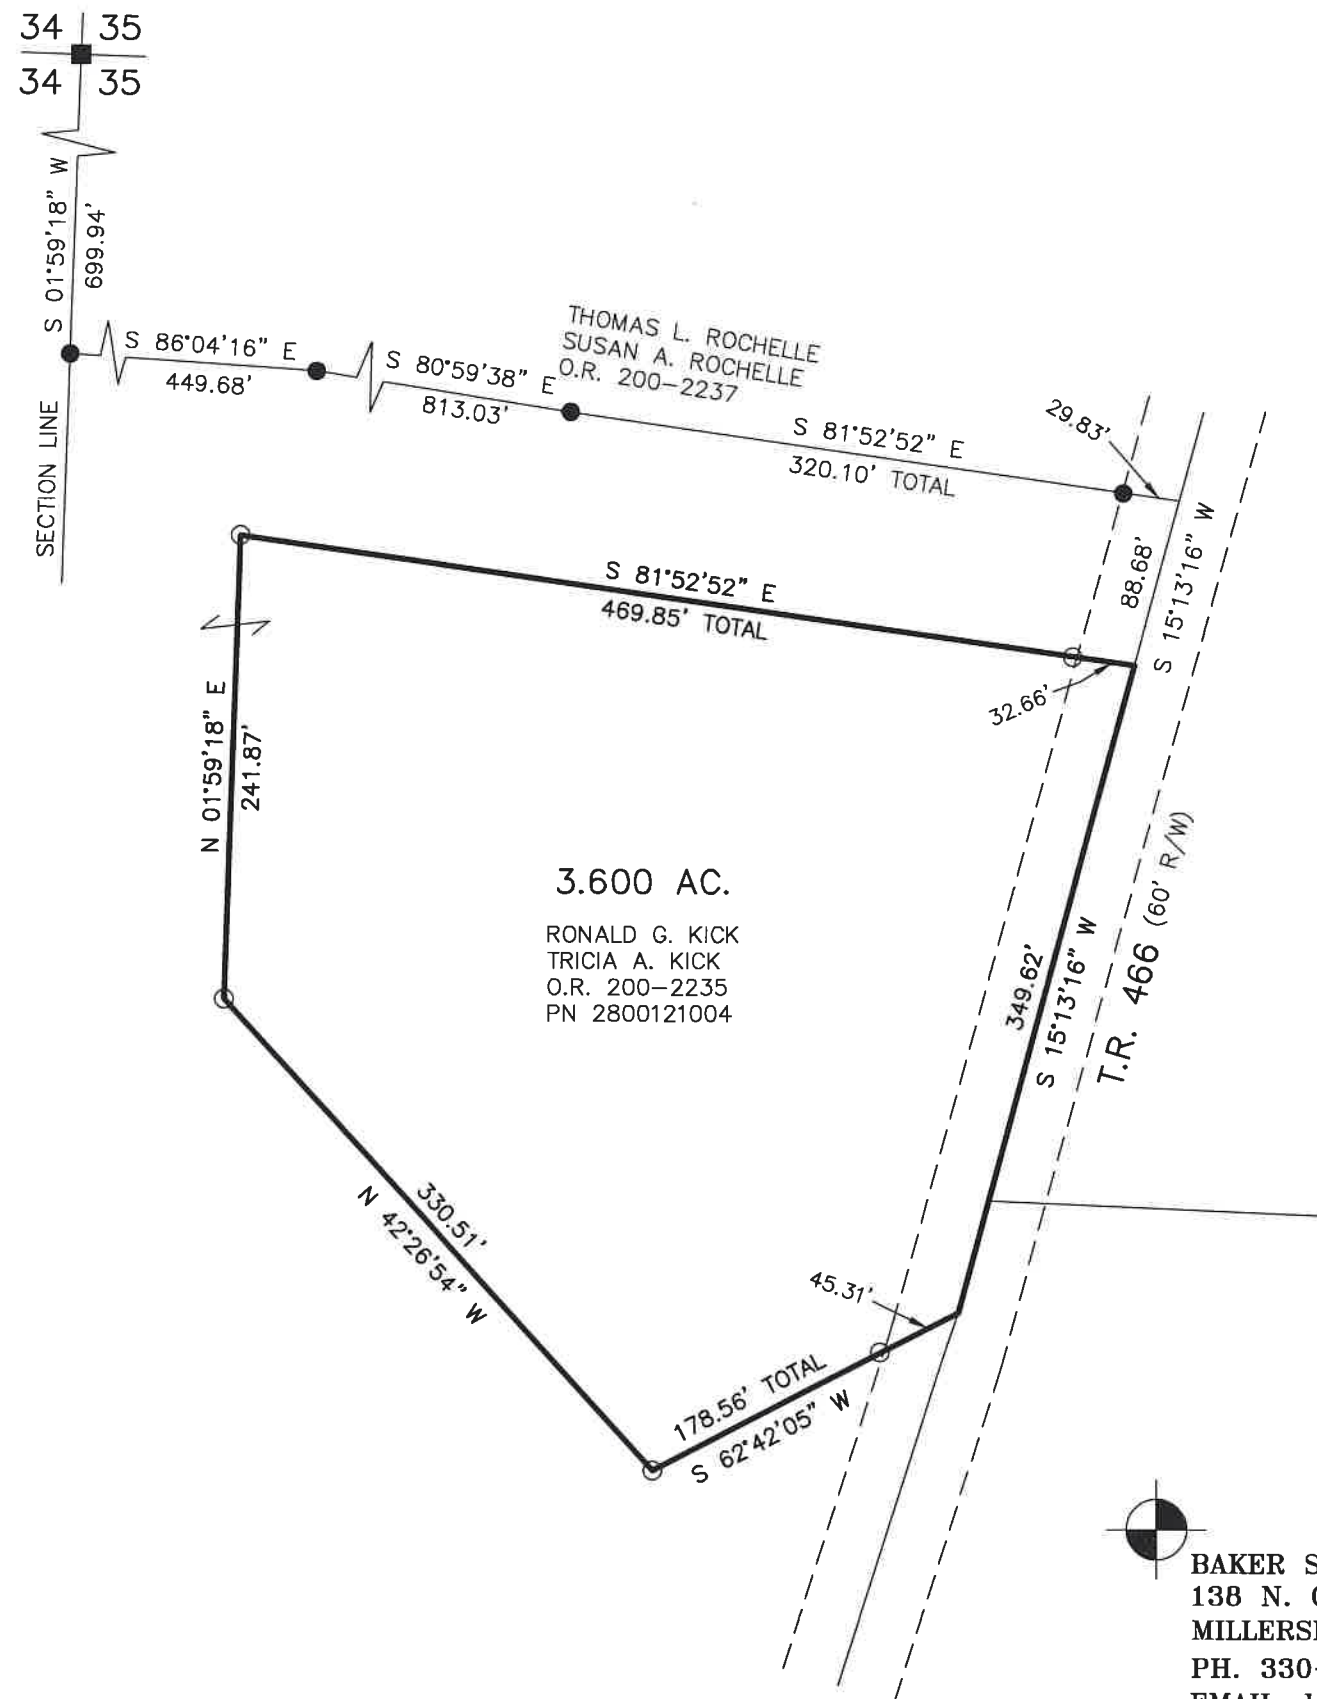 34 35
34 35
S 01°59'18" W
699.94'
SECTION LINE
S 86°04'16" E
449.68'
S 80°59'38" E
813.03'
THOMAS L. ROCHELLE
SUSAN A. ROCHELLE
O.R. 200-2237
S 81°52'52" E
320.10' TOTAL
29.83'
88.68'
S 15°13'16" W
S 81°52'52" E
469.85' TOTAL
32.66'
N 01°59'18" E
241.87'
3.600 AC.
RONALD G. KICK
TRICIA A. KICK
O.R. 200-2235
PN 2800121004
349.62'
S 15°13'16" W
T.R. 466 (60' R/W)
330.51'
N 42°26'54" W
45.31'
178.56' TOTAL
S 62°42'05" W
BAKER S
138 N.
MILLERS
PH. 330-
EMAIL